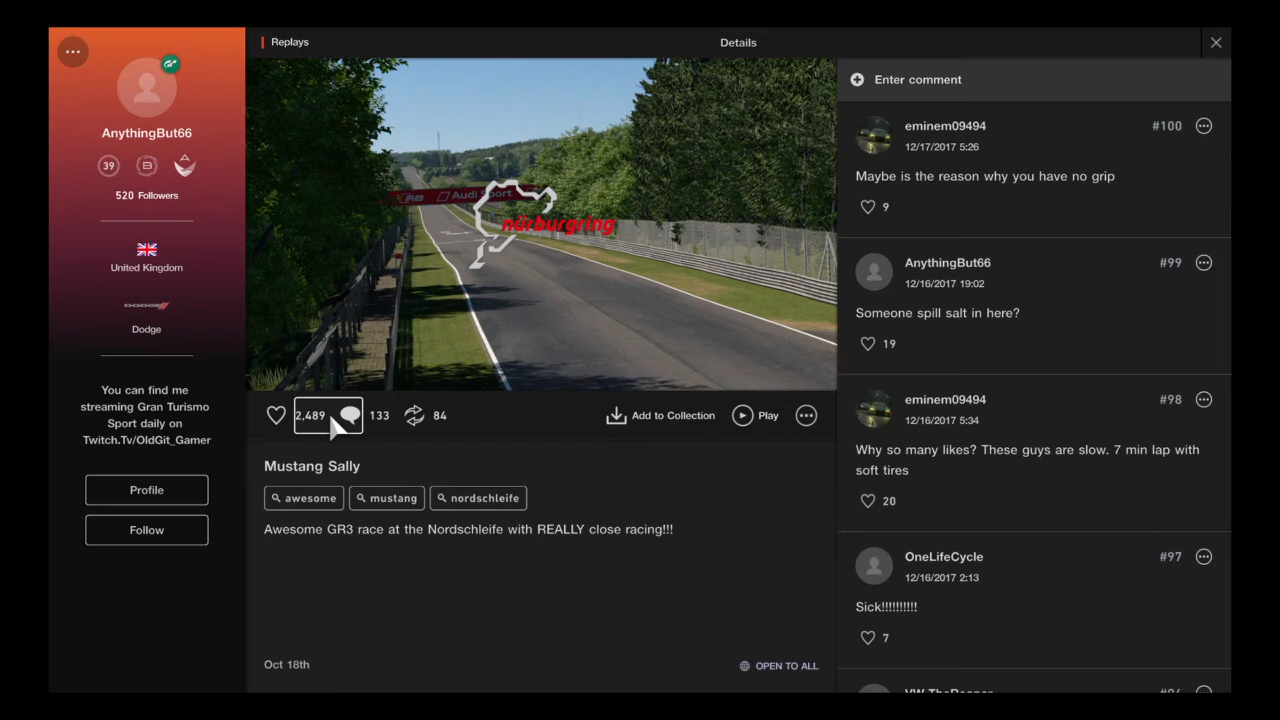 Replays
Details
AnythingBut66
39
B
520 Followers
United Kingdom
DODGE
Dodge
You can find me
streaming Gran Turismo
Sport daily on
Twitch.Tv/OldGit_Gamer
Profile
Follow
Audi Sport
nürburgring
2,489
133
84
Add to Collection
Play
Mustang Sally
awesome
mustang
nordschleife
Awesome GR3 race at the Nordschleife with REALLY close racing!!!
Oct 18th
OPEN TO ALL
Enter comment
eminem09494 #100
12/17/2017 5:26
Maybe is the reason why you have no grip
9
AnythingBut66 #99
12/16/2017 19:02
Someone spill salt in here?
19
eminem09494 #98
12/16/2017 5:34
Why so many likes? These guys are slow. 7 min lap with
soft tires
20
OneLifeCycle #97
12/16/2017 2:13
Sick!!!!!!!!!!
7